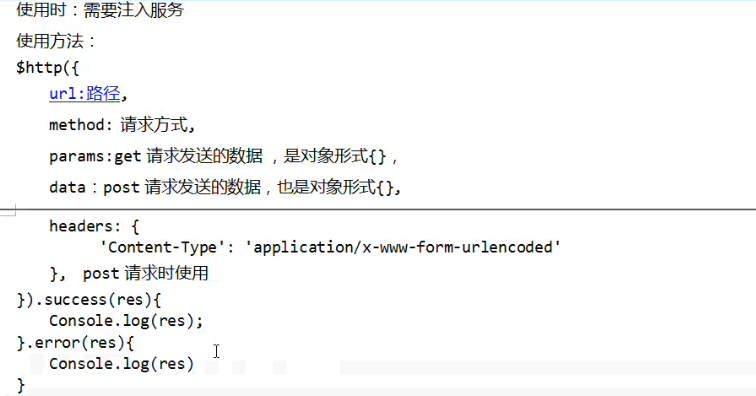 使用时：需要注入服务
使用方法：
$http({
url:路径,
method: 请求方式,
params:get 请求发送的数据 ，是对象形式{}，
data：post 请求发送的数据，也是对象形式{},
headers: {
'Content-Type': 'application/x-www-form-urlencoded'
}, post 请求时使用
}).success(res){
Console.log(res);
}.error(res){
Console.log(res)
}